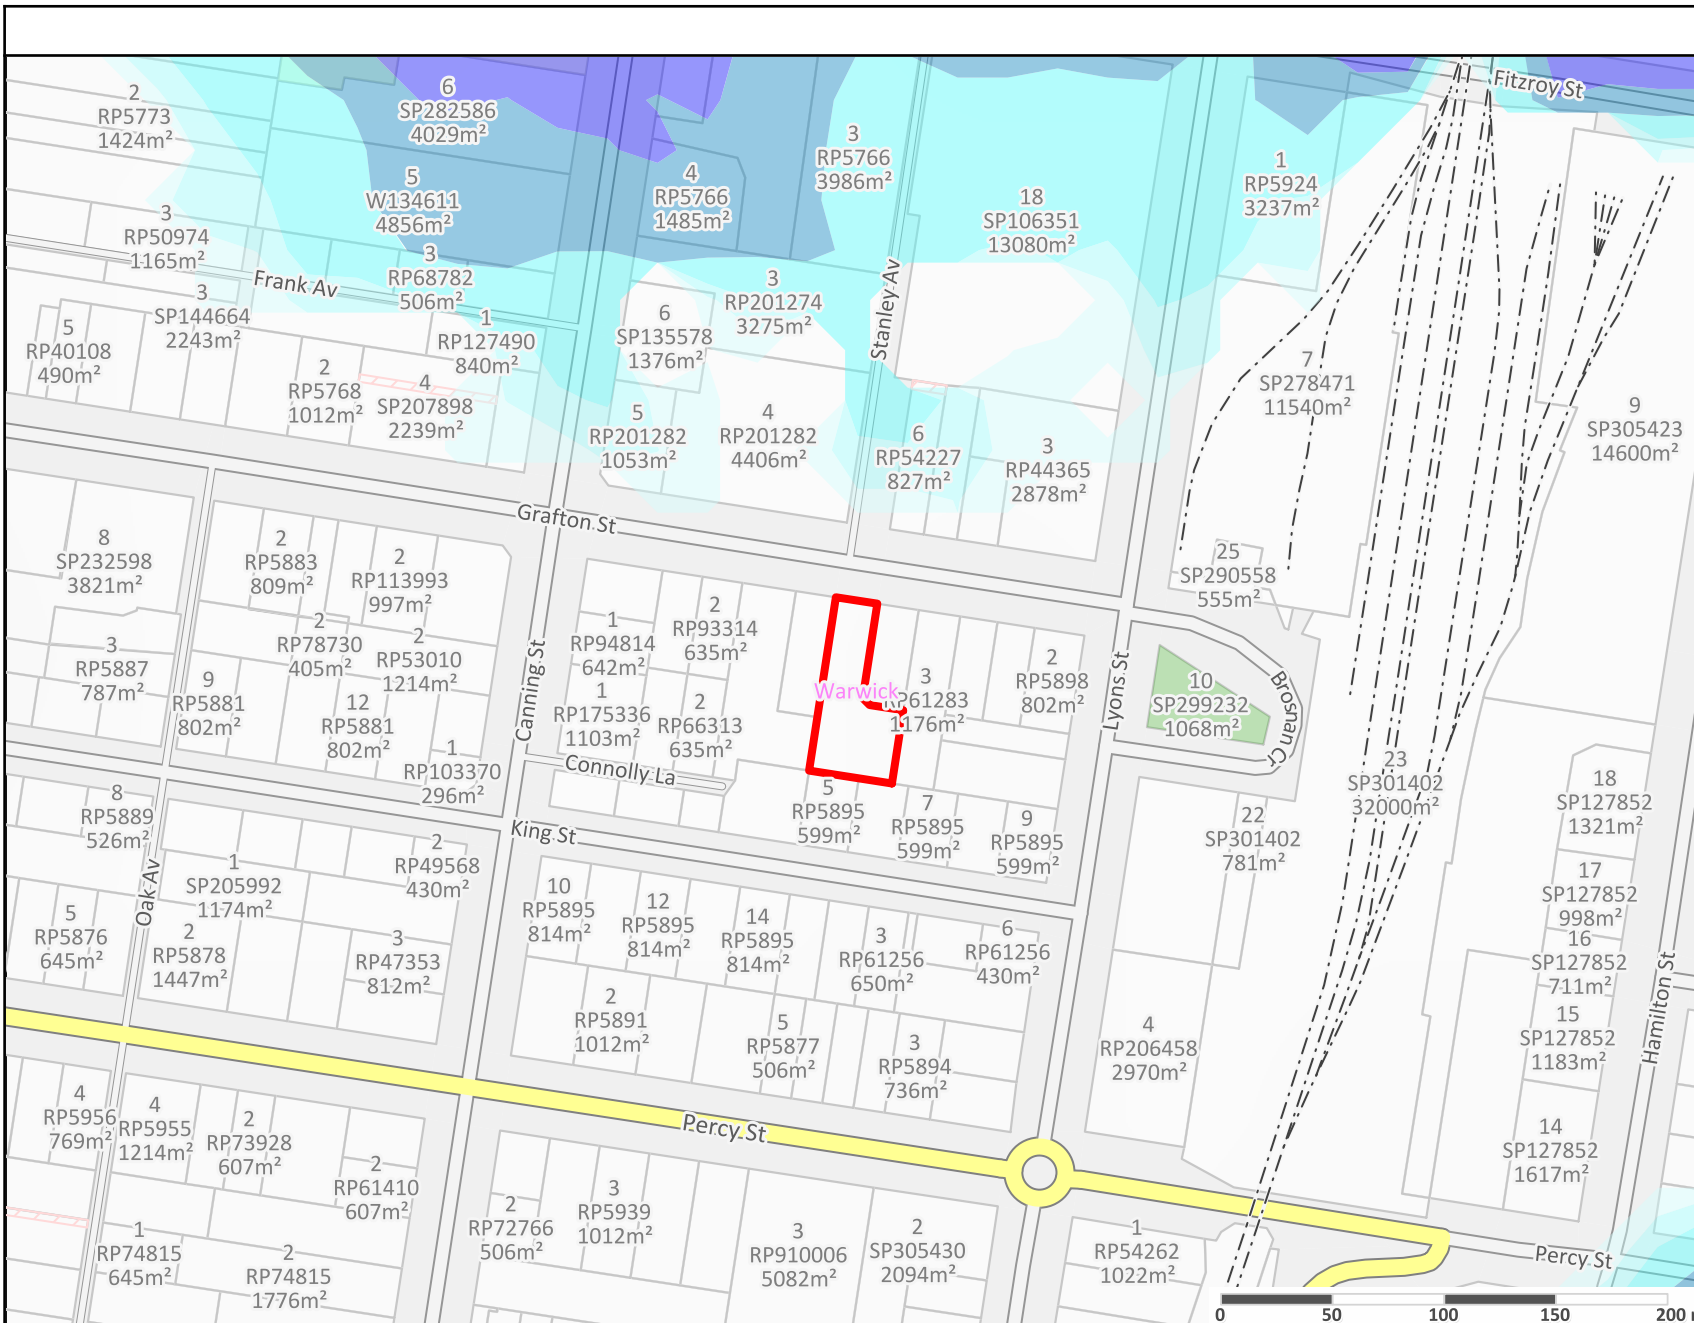 Fitzroy St
6
SP282586
4029m²
2
RP5773
1424m²
3
RP5766
3986m²
5
W134611
4856m²
4
RP5766
1485m²
1
RP5924
3237m²
18
SP106351
13080m²
3
RP50974
1165m²
3
RP68782
506m²
Frank Av
3
SP144664
2243m²
3
RP201274
3275m²
Stanley Av
6
SP135578
1376m²
1
RP127490
840m²
5
RP40108
490m²
2
RP5768
1012m²
4
SP207898
2239m²
7
SP278471
11540m²
5
RP201282
1053m²
4
RP201282
4406m²
6
RP54227
827m²
3
RP44365
2878m²
9
SP305423
14600m²
Grafton St
8
SP232598
3821m²
2
RP5883
809m²
2
RP113993
997m²
25
SP290558
555m²
3
RP5887
787m²
2
RP78730
405m²
2
RP53010
1214m²
1
RP94814
642m²
2
RP93314
635m²
Canning St
Lyons St
9
RP5881
802m²
12
RP5881
802m²
1
RP175336
1103m²
2
RP66313
635m²
Warwick
3
RP61283
1176m²
2
RP5898
802m²
10
SP299232
1068m²
Brosnan Ct
1
RP103370
296m²
Connolly La
23
SP301402
32000m²
8
RP5889
526m²
5
RP5895
599m²
7
RP5895
599m²
9
RP5895
599m²
22
SP301402
781m²
18
SP127852
1321m²
King St
Oak Av
1
SP205992
1174m²
2
RP49568
430m²
10
RP5895
814m²
12
RP5895
814m²
14
RP5895
814m²
17
SP127852
998m²
5
RP5876
645m²
2
RP5878
1447m²
3
RP47353
812m²
3
RP61256
650m²
6
RP61256
430m²
16
SP127852
711m²
Hamilton St
2
RP5891
1012m²
5
RP5877
506m²
3
RP5894
736m²
4
RP206458
2970m²
15
SP127852
1183m²
4
RP5956
769m²
4
RP5955
1214m²
2
RP73928
607m²
Percy St
14
SP127852
1617m²
2
RP61410
607m²
2
RP72766
506m²
3
RP5939
1012m²
3
RP910006
5082m²
2
SP305430
2094m²
1
RP54262
1022m²
Percy St
1
RP74815
645m²
2
RP74815
1776m²
0 50 100 150 200